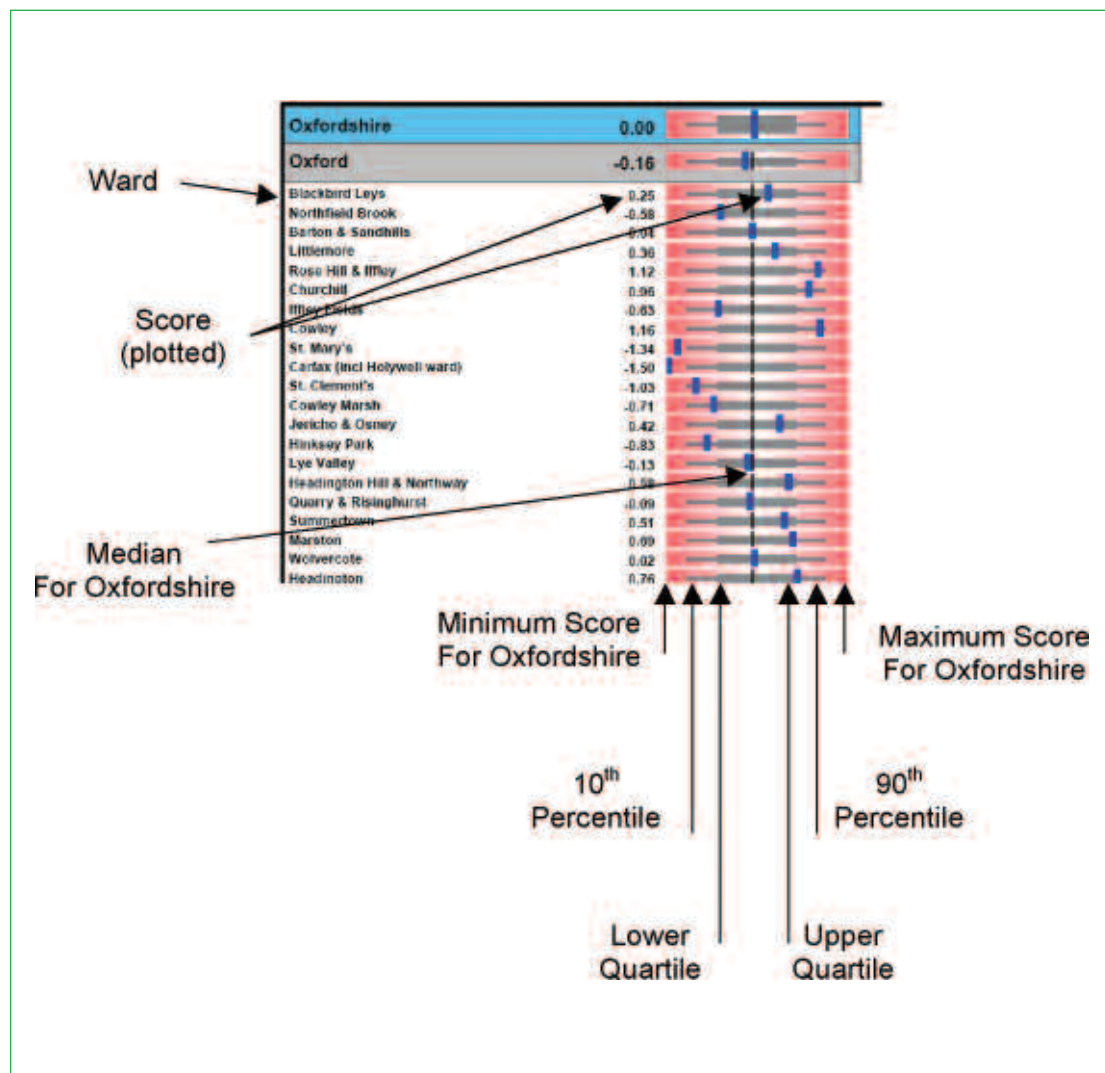 Oxfordshire 0.00
Oxford -0.16
Ward
Blackbird Leys 0.25
Northfield Brook -0.58
Barton & Sandhills 0.04
Littlemore 0.36
Rose Hill & Iffley 1.12
Churchill 0.96
Iffley Fields -0.63
Cowley 1.16
St. Mary's -1.34
Carfax (incl Holywell ward) -1.50
St. Clement's -1.03
Cowley Marsh -0.71
Jericho & Osney 0.42
Hinksey Park -0.83
Lye Valley -0.13
Headington Hill & Northway 0.58
Quarry & Risinghurst -0.09
Summertown 0.51
Marston 0.69
Wolvercote 0.02
Headington 0.76
Score
(plotted)
Median
For Oxfordshire
Minimum Score
For Oxfordshire
Maximum Score
For Oxfordshire
10th
Percentile
90th
Percentile
Lower
Quartile
Upper
Quartile